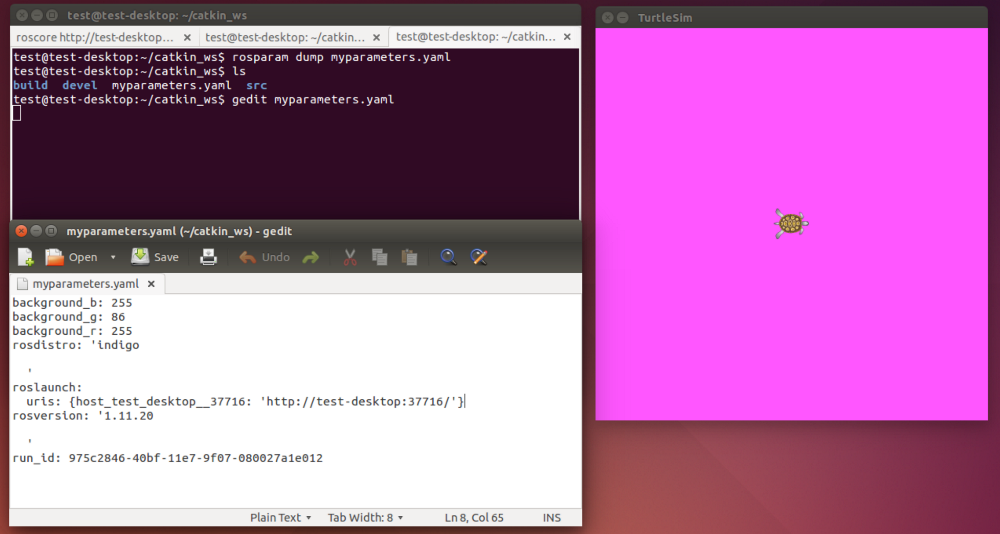 test@test-desktop: ~/catkin_ws
roscore http://test-desktop... test@test-desktop: ~/catkin... test@test-desktop: ~/catkin...
test@test-desktop:~/catkin_ws$ rosparam dump myparameters.yaml
test@test-desktop:~/catkin_ws$ ls
build devel myparameters.yaml src
test@test-desktop:~/catkin_ws$ gedit myparameters.yaml
myparameters.yaml (~/catkin_ws) - gedit
Open Save Undo
myparameters.yaml
background_b: 255
background_g: 86
background_r: 255
rosdistro: 'indigo
'
roslaunch:
uris: {host_test_desktop__37716: 'http://test-desktop:37716/'}
rosversion: '1.11.20
'
run_id: 975c2846-40bf-11e7-9f07-080027a1e012
Plain Text Tab Width: 8 Ln 8, Col 65 INS
TurtleSim